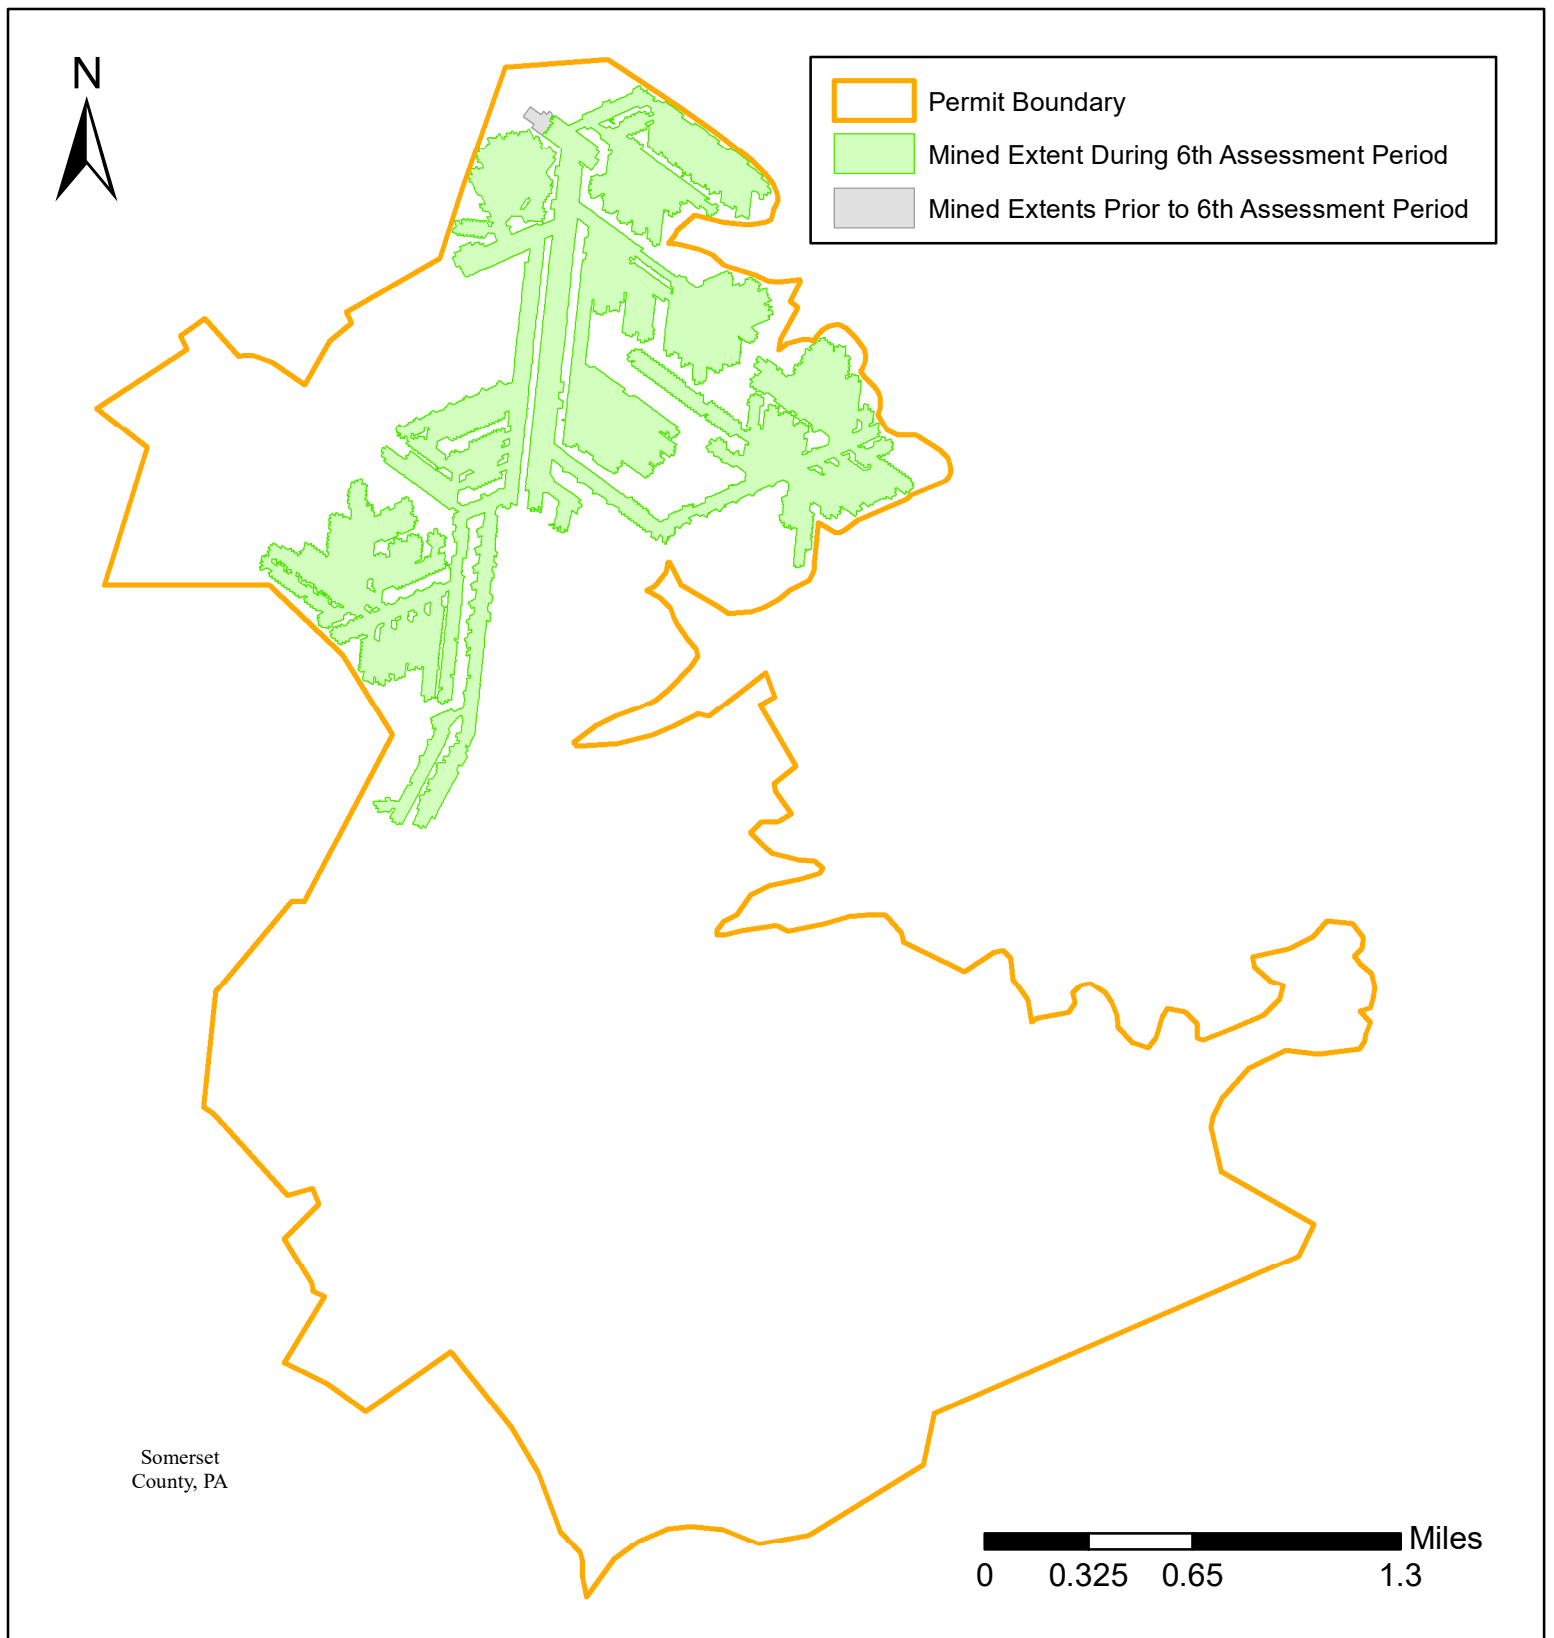 N
Permit Boundary
Mined Extent During 6th Assessment Period
Mined Extents Prior to 6th Assessment Period
Somerset
County, PA
Miles
0 0.325 0.65 1.3